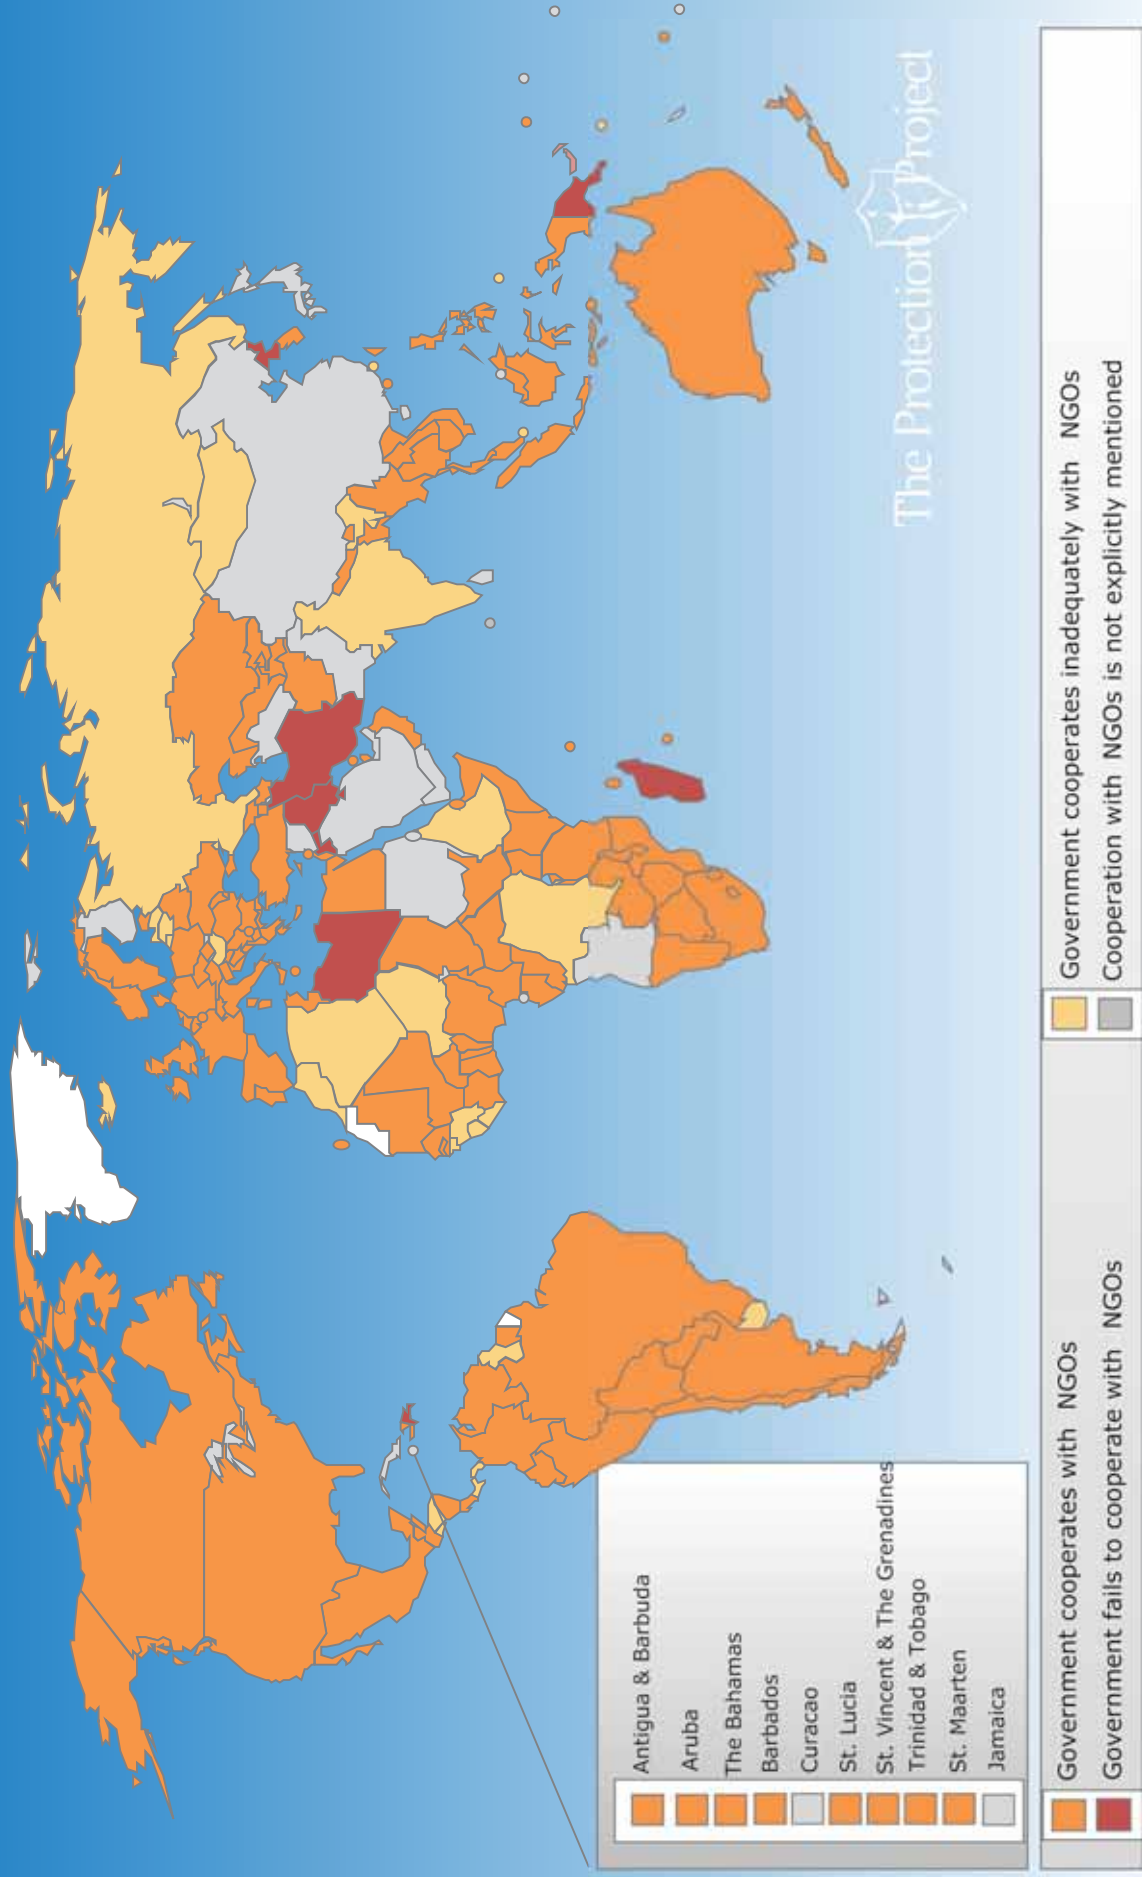 The Protection Project
Antigua & Barbuda
Aruba
The Bahamas
Barbados
Curacao
St. Lucia
St. Vincent & The Grenadines
Trinidad & Tobago
St. Maarten
Jamaica
Government cooperates with NGOs
Government inadequately with NGOs
Government fails to cooperate with NGOs
Cooperation with NGOs is not explicitly mentioned